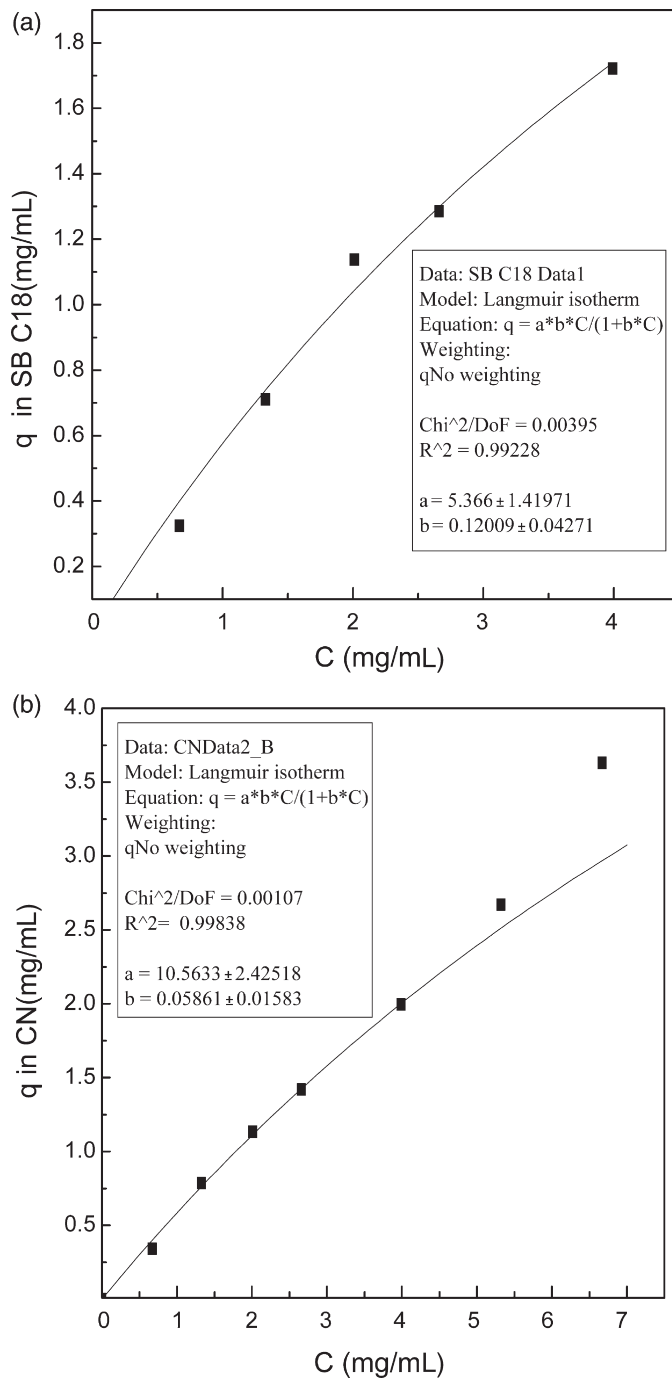 (a)
1.8
1.6
1.4
1.2
1.0
0.8
0.6
0.4
0.2
q in SB C18(mg/mL)
Data: SB C18 Data1
Model: Langmuir isotherm
Equation: q = a*b*C/(1+b*C)
Weighting:
qNo weighting
Chi^2/DoF = 0.00395
R^2 = 0.99228
a = 5.366±1.41971
b = 0.12009±0.04271
0 1 2 3 4
C (mg/mL)
(b)
4.0
3.5
3.0
2.5
2.0
1.5
1.0
0.5
q in CN(mg/mL)
Data: CNData2_B
Model: Langmuir isotherm
Equation: q = a*b*C/(1+b*C)
Weighting:
qNo weighting
Chi^2/DoF = 0.00107
R^2= 0.99838
a = 10.5633±2.42518
b = 0.05861±0.01583
0 1 2 3 4 5 6 7
C (mg/mL)